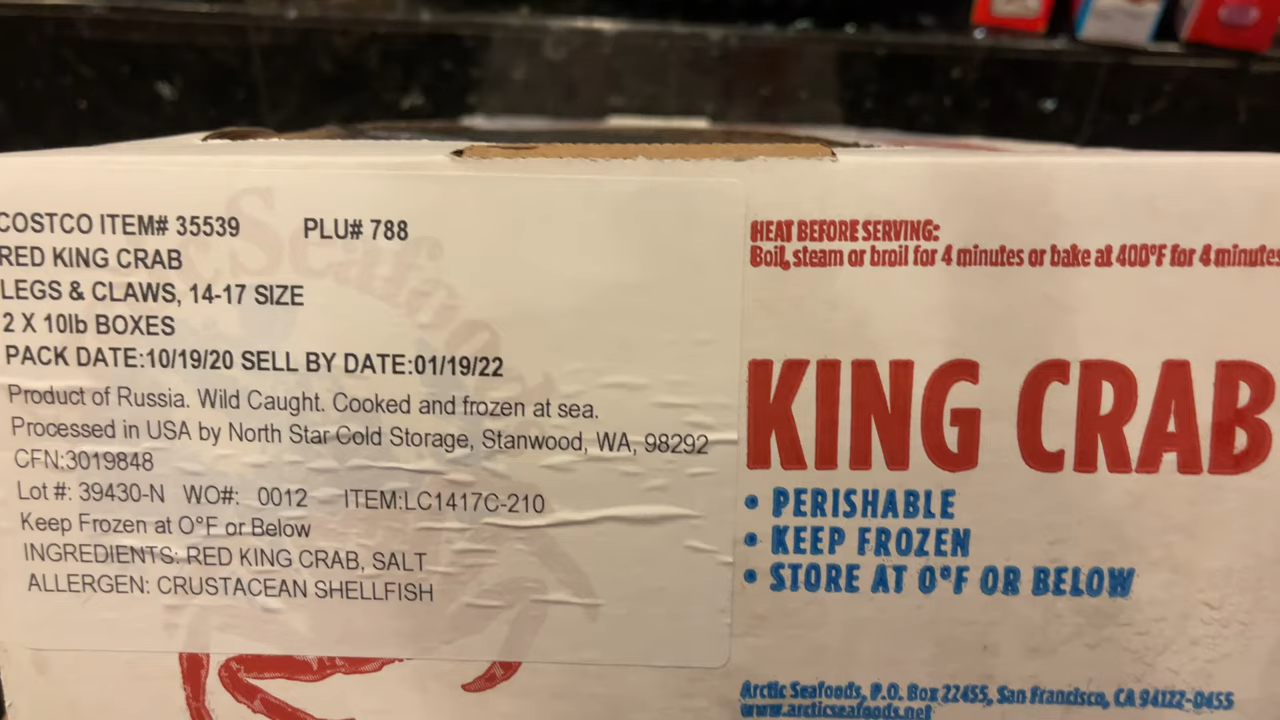 COSTCO ITEM# 35539 PLU# 788
RED KING CRAB
LEGS & CLAWS, 14-17 SIZE
2 X 10lb BOXES
PACK DATE:10/19/20 SELL BY DATE:01/19/22
Product of Russia. Wild Caught. Cooked and frozen at sea.
Processed in USA by North Star Cold Storage, Stanwood, WA, 98292
CFN:3019848
Lot #: 39430-N WO#: 0012 ITEM:LC1417C-210
Keep Frozen at 0°F or Below
INGREDIENTS: RED KING CRAB, SALT
ALLERGEN: CRUSTACEAN SHELLFISH
HEAT BEFORE SERVING:
Boil, steam or broil for 4 minutes or bake at 400°F for 4 minutes
KING CRAB
• PERISHABLE
• KEEP FROZEN
• STORE AT 0°F OR BELOW
Arctic Seafoods, P.O. Box 22455, San Francisco, CA 94122-0455
www.arcticseafoods.net